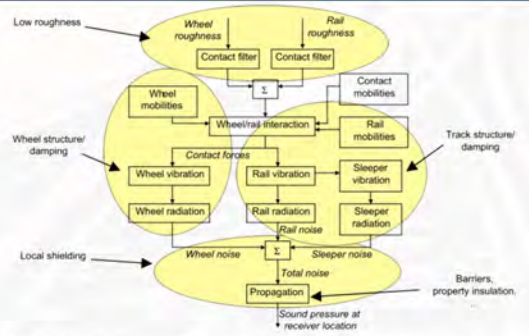 Low roughness
Wheel
roughness
Rail
roughness
Contact filter
Contact filter
Σ
Contact
mobilities
Wheel
mobilities
Wheel/rail interaction
Rail
mobilities
Wheel structure/
damping
Track structure/
damping
Contact forces
Wheel vibration
Rail vibration
Sleeper
vibration
Wheel radiation
Rail radiation
Sleeper
radiation
Rail noise
Local shielding
Wheel noise
Σ
Sleeper noise
Total noise
Barriers,
property insulation.
Propagation
Sound pressure at
receiver location